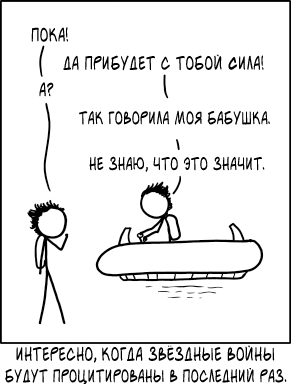 ПОКА!
ДА ПРИБУДЕТ С ТОБОЙ СИЛА!
А?
ТАК ГОВОРИЛА МОЯ БАБУШКА.
НЕ ЗНАЮ, ЧТО ЭТО ЗНАЧИТ.
ИНТЕРЕСНО, КОГДА ЗВЁЗДНЫЕ ВОЙНЫ
БУДУТ ПРОЦИТИРОВАНЫ В ПОСЛЕДНИЙ РАЗ.